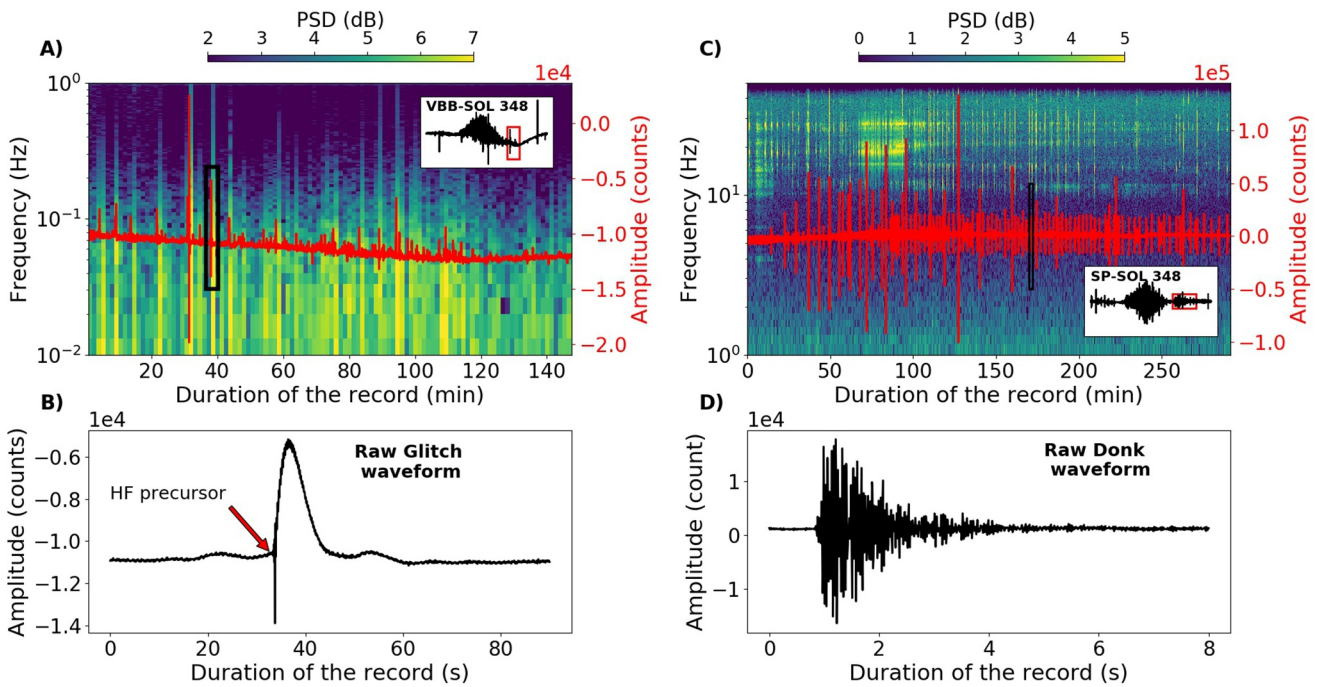 PSD (dB)
A)
2 3 4 5 6 7
1e4
10⁰
10⁻¹
10⁻²
Frequency (Hz)
VBB-SOL 348
0.0
−0.5
−1.0
−1.5
−2.0
Amplitude (counts)
20 40 60 80 100 120 140
Duration of the record (min)
PSD (dB)
C)
0 1 2 3 4 5
1e5
10¹
10⁰
Frequency (Hz)
SP-SOL 348
1.0
0.5
0.0
−0.5
−1.0
Amplitude (counts)
0 50 100 150 200 250
Duration of the record (min)
B)
1e4
−0.6
−0.8
−1.0
−1.2
−1.4
Amplitude (counts)
Raw Glitch
waveform
HF precursor
0 20 40 60 80
Duration of the record (s)
D)
1e4
1
0
−1
Amplitude (count)
Raw Donk
waveform
0 2 4 6 8
Duration of the record (s)